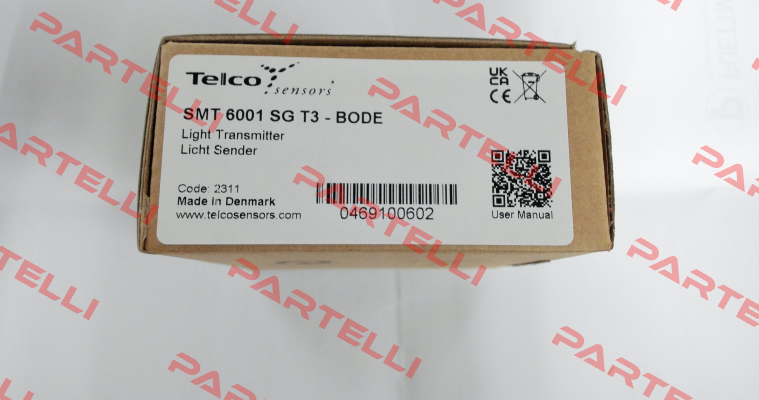 Telco
sensors
UK
CA
CE
SMT 6001 SG T3 - BODE
Light Transmitter
Licht Sender
Code: 2311
Made in Denmark
www.telcosensors.com
0469100602
User Manual
PARTELLI
PARTELLI
PARTELLI
PARTELLI
PARTELLI
PARTELLI
PARTELLI
PARTELLI
PARTELLI
PARTELLI
PARTELLI